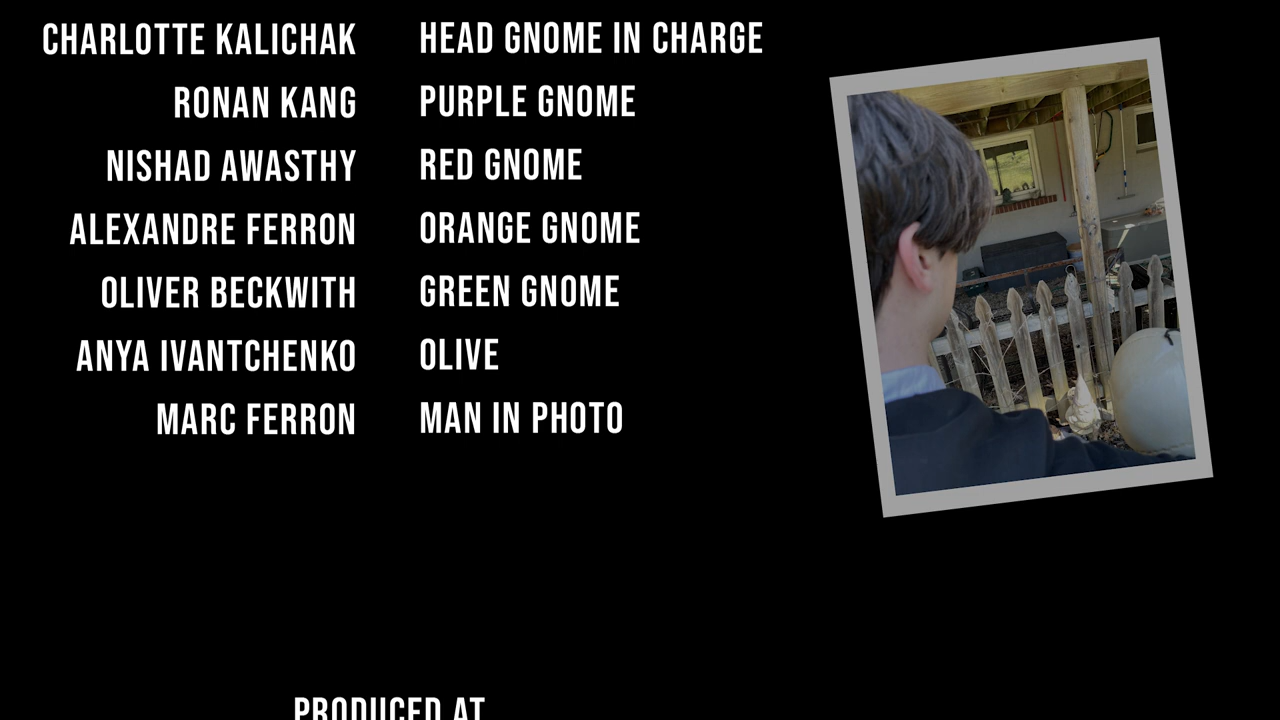 CHARLOTTE KALICHAK HEAD GNOME IN CHARGE
RONAN KANG PURPLE GNOME
NISHAD AWASTHY RED GNOME
ALEXANDRE FERRON ORANGE GNOME
OLIVER BECKWITH GREEN GNOME
ANYA IVANTCHENKO OLIVE
MARC FERRON MAN IN PHOTO
PRODUCED AT